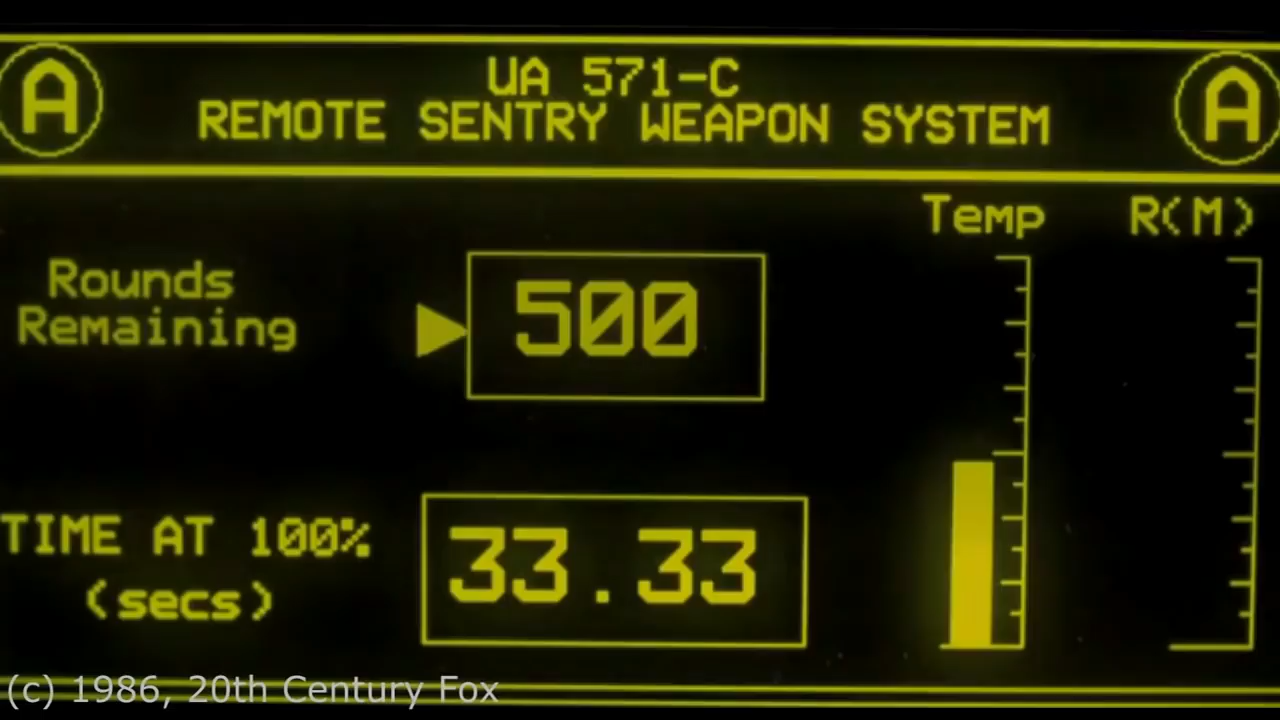 A
UA 571-C
A
REMOTE SENTRY WEAPON SYSTEM
Temp
R(M)
Rounds
Remaining
500
TIME AT 100%
(secs)
33.33
(c) 1986, 20th Century Fox